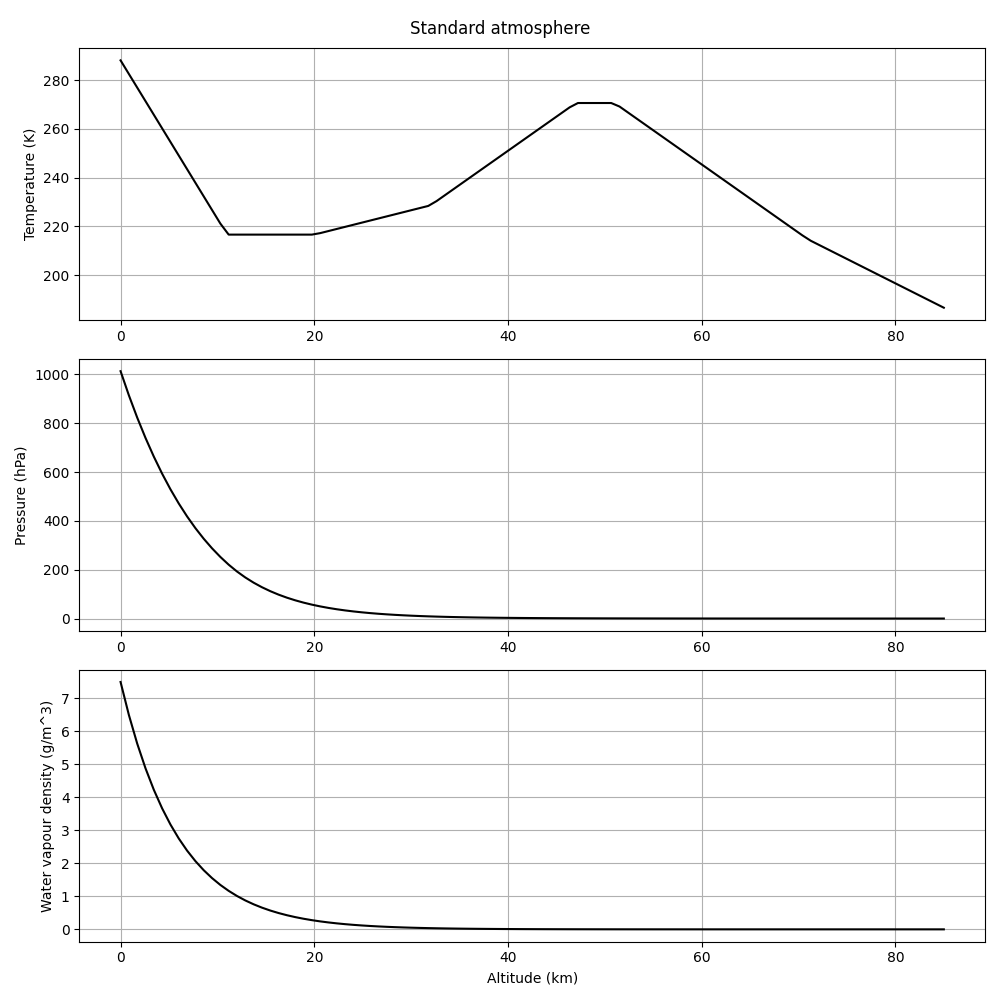 Standard atmosphere
Temperature (K)
280
260
240
220
200
0 20 40 60 80
Pressure (hPa)
1000
800
600
400
200
0
0 20 40 60 80
Water vapour density (g/m^3)
7
6
5
4
3
2
1
0
0 20 40 60 80
Altitude (km)